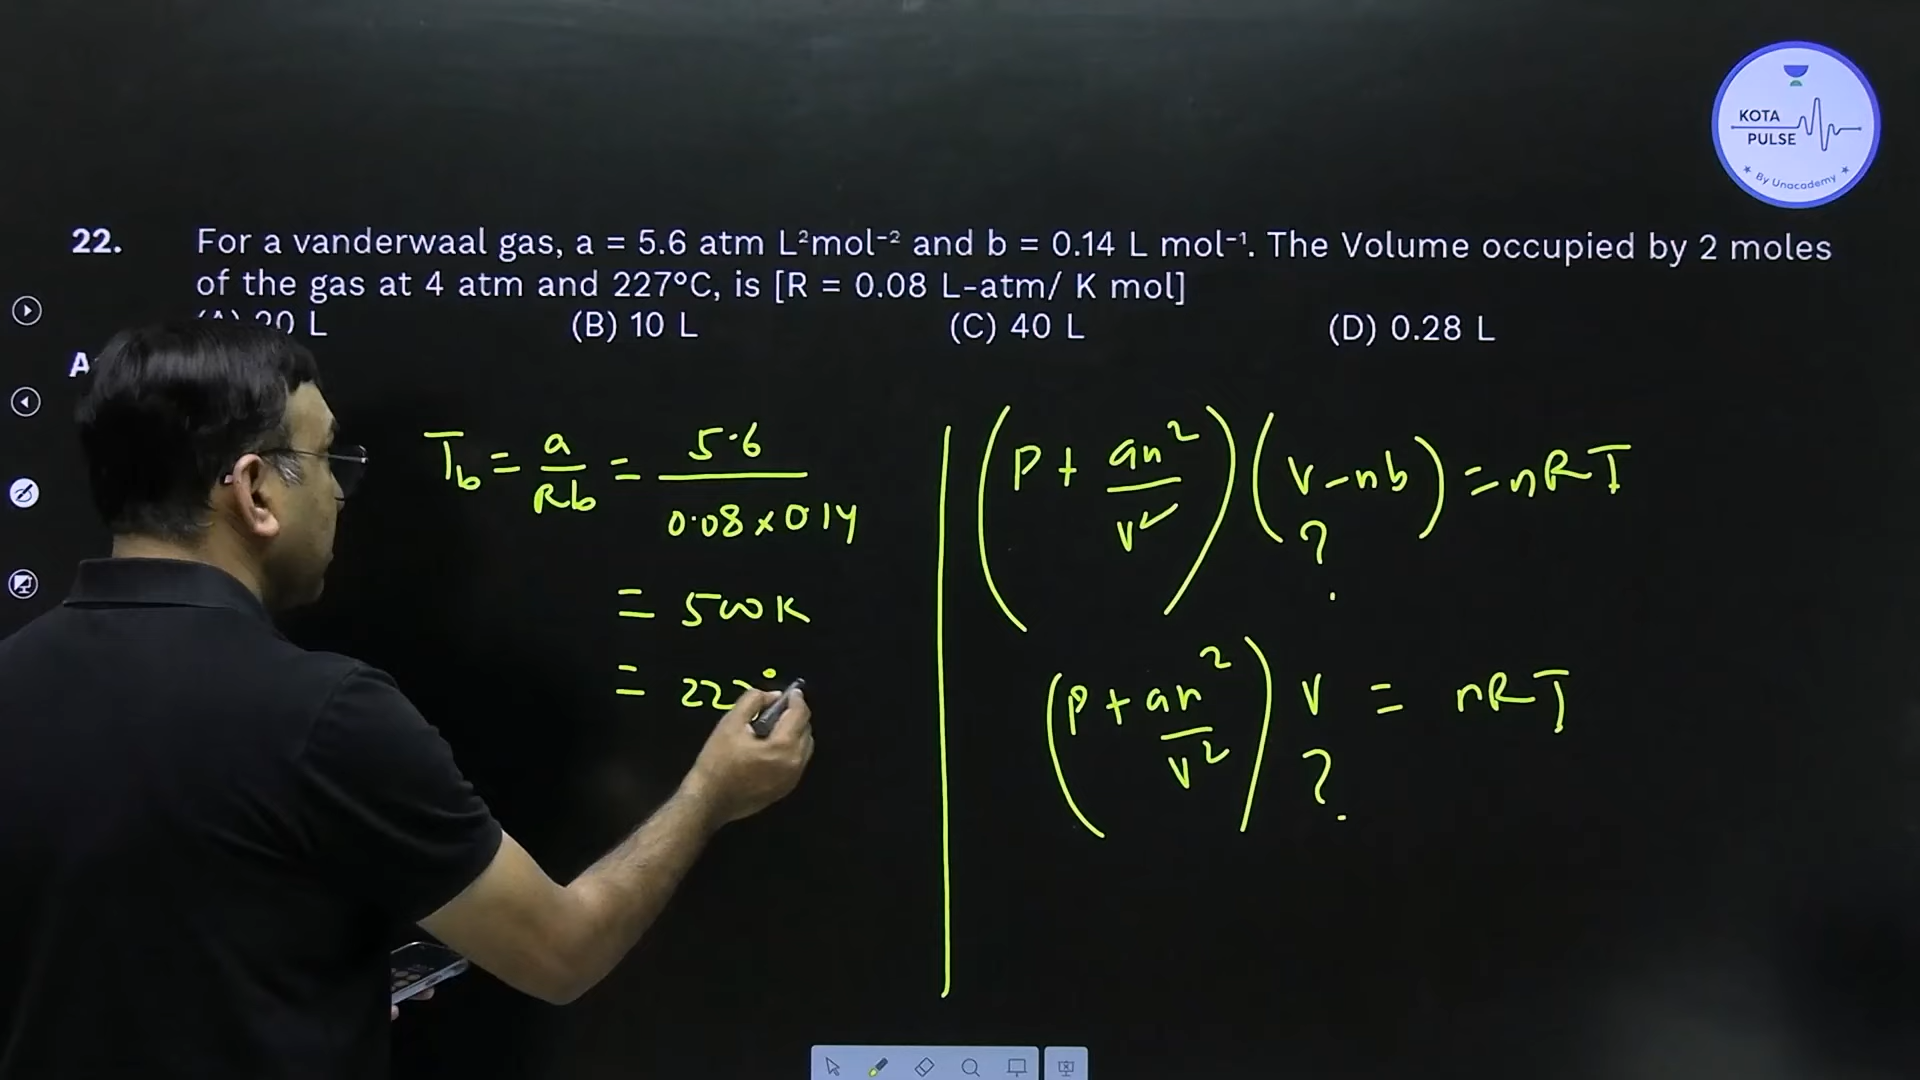 KOTA
PULSE
By Unacademy
22. For a vanderwaal gas, a = 5.6 atm L²mol⁻² and b = 0.14 L mol⁻¹. The Volume occupied by 2 moles
of the gas at 4 atm and 227°C, is [R = 0.08 L-atm/ K mol]
20 L (B) 10 L (C) 40 L (D) 0.28 L
A
T_b = a/Rb = 5.6/(0.08 × 0.14)
= 500K
= 227°
(P + an²/V²)(V - nb) = nRT
?
(P + an²/V²) V = nRT
?